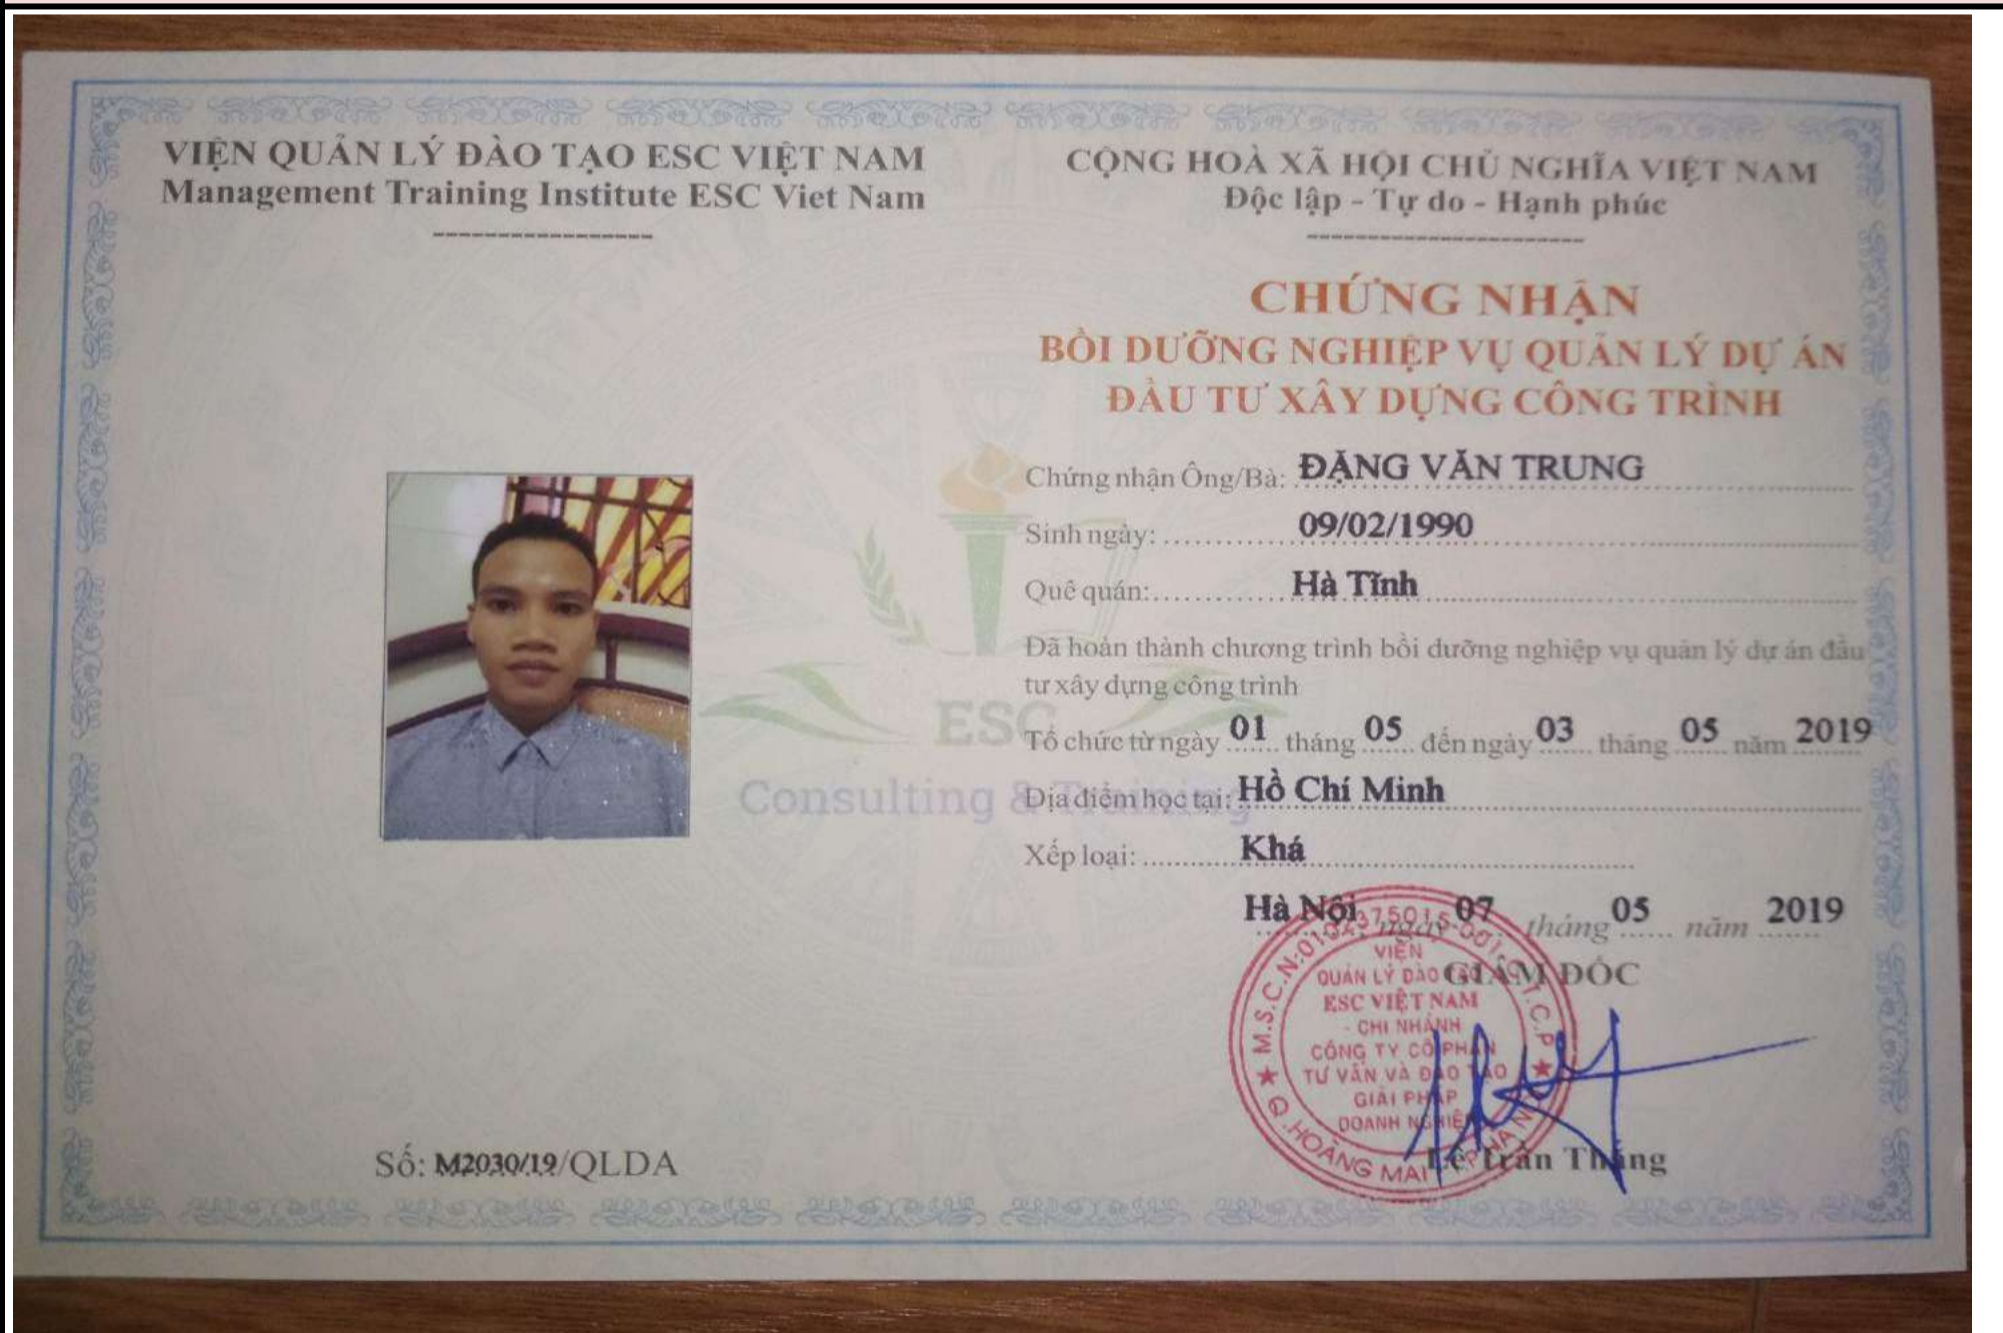 VIỆN QUẢN LÝ ĐÀO TẠO ESC VIỆT NAM
Management Training Institute ESC Viet Nam
CỘNG HOÀ XÃ HỘI CHỦ NGHĨA VIỆT NAM
Độc lập - Tự do - Hạnh phúc
CHỨNG NHẬN
BỒI DƯỠNG NGHIỆP VỤ QUẢN LÝ DỰ ÁN
ĐẦU TƯ XÂY DỰNG CÔNG TRÌNH
Chứng nhận Ông/Bà: ĐẶNG VĂN TRUNG
Sinh ngày: 09/02/1990
Quê quán: Hà Tĩnh
Đã hoàn thành chương trình bồi dưỡng nghiệp vụ quản lý dự án đầu
tư xây dựng công trình
Tổ chức từ ngày 01 tháng 05 đến ngày 03 tháng 05 năm 2019
Địa điểm học tại: Hồ Chí Minh
Xếp loại: Khá
Hà Nội, ngày 07 tháng 05 năm 2019
GIÁM ĐỐC
Lê Trần Thắng
Số: M2030/19/QLDA
ESC
Consulting & Training
VIỆN
QUẢN LÝ ĐÀO TẠO
ESC VIỆT NAM
- CHI NHÁNH
CÔNG TY CỔ PHẦN
TƯ VẤN VÀ ĐÀO TẠO
GIẢI PHÁP
DOANH NGHIỆP
Q.HOÀNG MAI